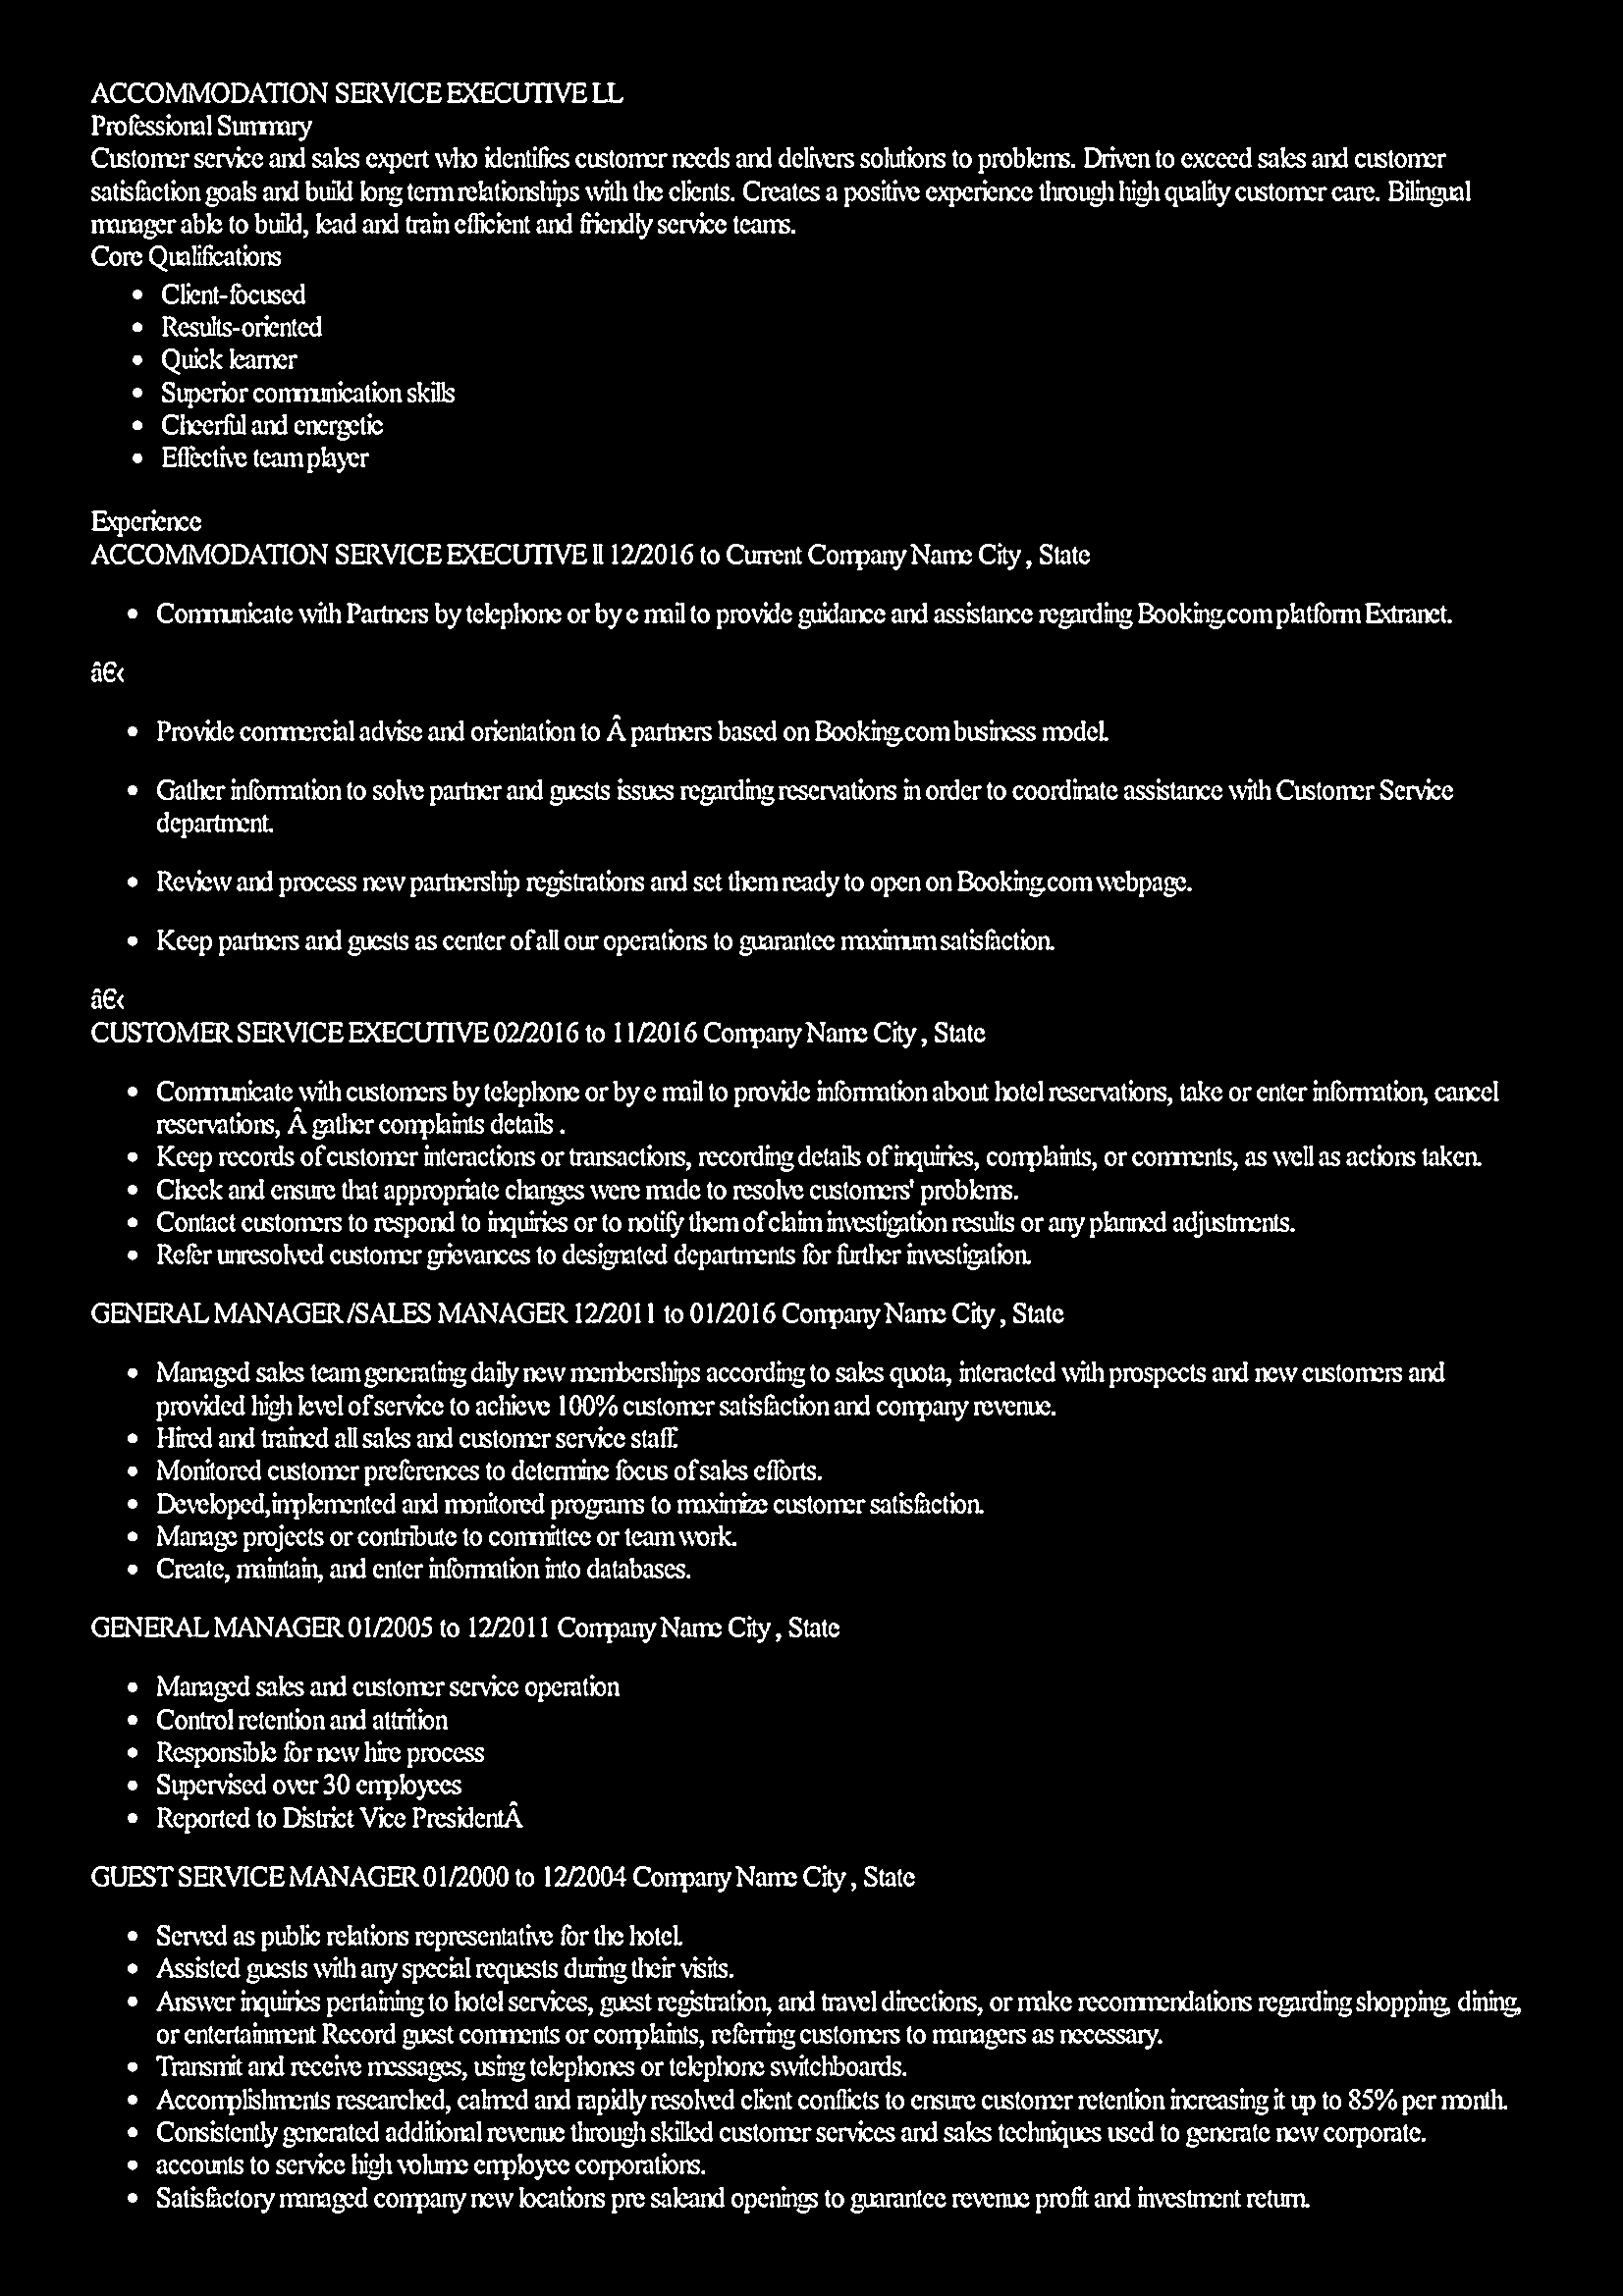 ACCOMMODATION SERVICE EXECUTIVE LL
Professional Summary
Customer service and sales expert who identifies customer needs and delivers solutions to problems. Driven to exceed sales and customer
satisfaction goals and build long term relationships with the clients. Creates a positive experience through high quality customer care. Bilingual
manager able to build, lead and train efficient and friendly service teams.
Core Qualifications
• Client-focused
• Results-oriented
• Quick learner
• Superior communication skills
• Cheerful and energetic
• Effective team player
Experience
ACCOMMODATION SERVICE EXECUTIVE ll 12/2016 to Current Company Name City , State
• Communicate with Partners by telephone or by e mail to provide guidance and assistance regarding Booking.com platform Extranet.
â€‹
• Provide commercial advise and orientation to Â partners based on Booking.com business model.
• Gather information to solve partner and guests issues regarding reservations in order to coordinate assistance with Customer Service
department.
• Review and process new partnership registrations and set them ready to open on Booking.com webpage.
• Keep partners and guests as center of all our operations to guarantee maximum satisfaction.
â€‹
CUSTOMER SERVICE EXECUTIVE 02/2016 to 11/2016 Company Name City , State
• Communicate with customers by telephone or by e mail to provide information about hotel reservations, take or enter information, cancel
reservations, Â gather complaints details .
• Keep records of customer interactions or transactions, recording details of inquiries, complaints, or comments, as well as actions taken.
• Check and ensure that appropriate changes were made to resolve customers' problems.
• Contact customers to respond to inquiries or to notify them of claim investigation results or any planned adjustments.
• Refer unresolved customer grievances to designated departments for further investigation.
GENERAL MANAGER /SALES MANAGER 12/2011 to 01/2016 Company Name City , State
• Managed sales team generating daily new memberships according to sales quota, interacted with prospects and new customers and
provided high level of service to achieve 100% customer satisfaction and company revenue.
• Hired and trained all sales and customer service staff.
• Monitored customer preferences to determine focus of sales efforts.
• Developed,implemented and monitored programs to maximize customer satisfaction.
• Manage projects or contribute to committee or team work.
• Create, maintain, and enter information into databases.
GENERAL MANAGER 01/2005 to 12/2011 Company Name City , State
• Managed sales and customer service operation
• Control retention and attrition
• Responsible for new hire process
• Supervised over 30 employees
• Reported to District Vice PresidentÂ
GUEST SERVICE MANAGER 01/2000 to 12/2004 Company Name City , State
• Served as public relations representative for the hotel.
• Assisted guests with any special requests during their visits.
• Answer inquiries pertaining to hotel services, guest registration, and travel directions, or make recommendations regarding shopping, dining,
or entertainment Record guest comments or complaints, referring customers to managers as necessary.
• Transmit and receive messages, using telephones or telephone switchboards.
• Accomplishments researched, calmed and rapidly resolved client conflicts to ensure customer retention increasing it up to 85% per month.
• Consistently generated additional revenue through skilled customer services and sales techniques used to generate new corporate.
• accounts to service high volume employee corporations.
• Satisfactory managed company new locations pre saleand openings to guarantee revenue profit and investment return.